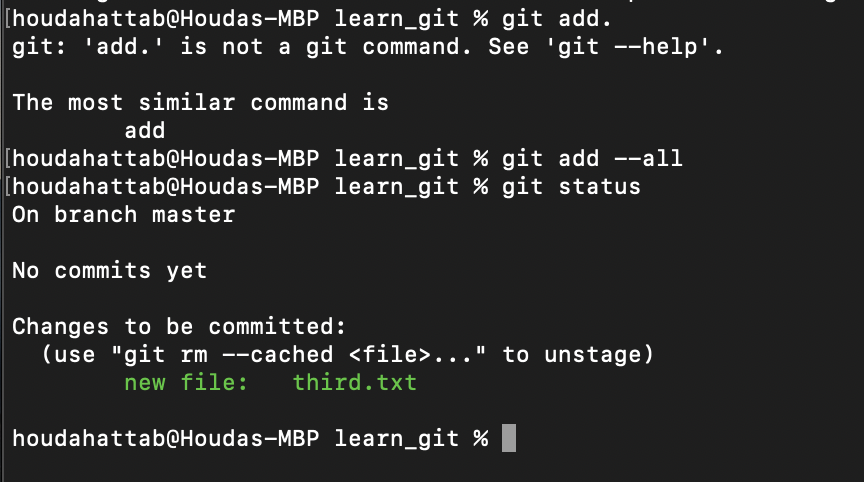 [houdahattab@Houdas-MBP learn_git % git add.
git: 'add.' is not a git command. See 'git --help'.
The most similar command is
add
[houdahattab@Houdas-MBP learn_git % git add --all
[houdahattab@Houdas-MBP learn_git % git status
On branch master
No commits yet
Changes to be committed:
(use "git rm --cached <file>..." to unstage)
new file:   third.txt
houdahattab@Houdas-MBP learn_git %